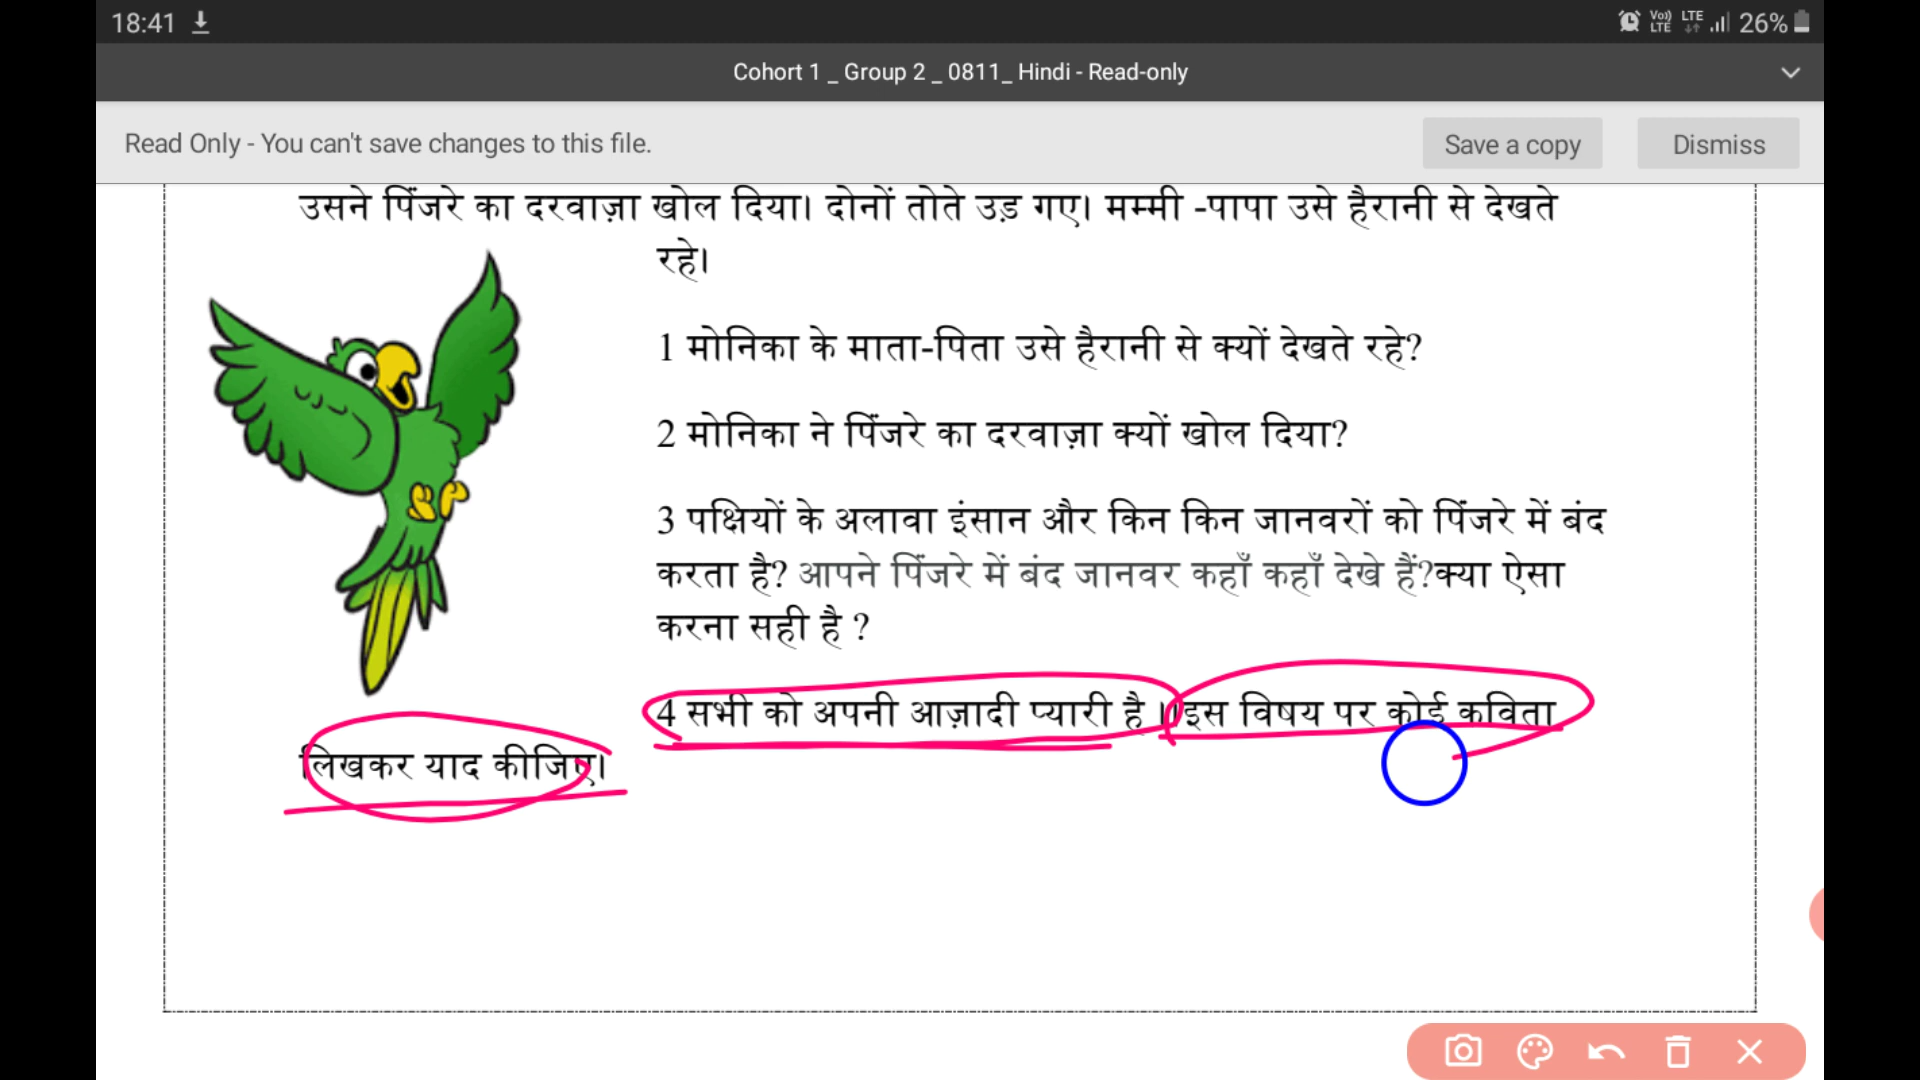 18:41
Vo)) LTE LTE 26%
Cohort 1 _ Group 2 _ 0811_ Hindi - Read-only
Read Only - You can't save changes to this file.
Save a copy
Dismiss
उसने पिंजरे का दरवाज़ा खोल दिया। दोनों तोते उड़ गए। मम्मी -पापा उसे हैरानी से देखते
रहे।
1 मोनिका के माता-पिता उसे हैरानी से क्यों देखते रहे?
2 मोनिका ने पिंजरे का दरवाज़ा क्यों खोल दिया?
3 पक्षियों के अलावा इंसान और किन किन जानवरों को पिंजरे में बंद
करता है? आपने पिंजरे में बंद जानवर कहाँ कहाँ देखे हैं?क्या ऐसा
करना सही है ?
4 सभी को अपनी आज़ादी प्यारी है ।इस विषय पर कोई कविता
लिखकर याद कीजिए।